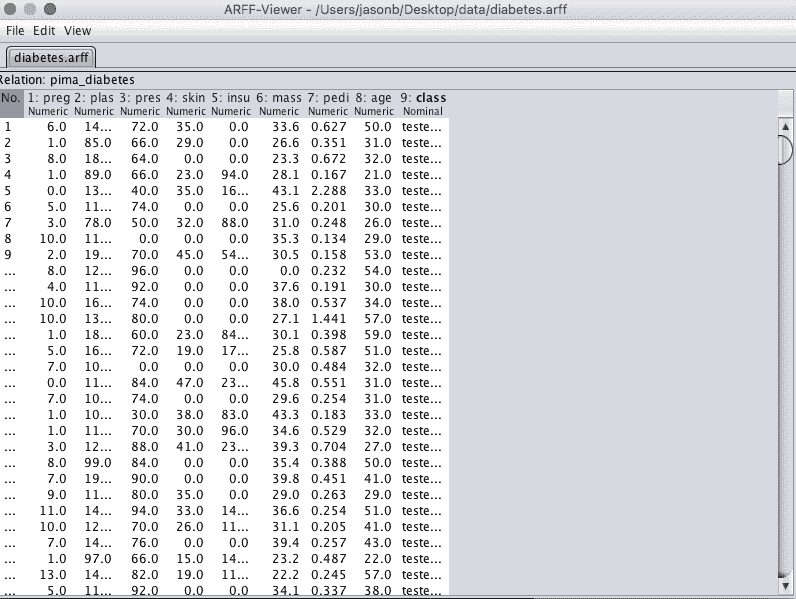 ARFF-Viewer - /Users/jasonb/Desktop/data/diabetes.arff
File Edit View
diabetes.arff
Relation: pima_diabetes
No. 1: preg 2: plas 3: pres 4: skin 5: insu 6: mass 7: pedi 8: age 9: class
Numeric Numeric Numeric Numeric Numeric Numeric Numeric Numeric Nominal
1 6.0 14... 72.0 35.0 0.0 33.6 0.627 50.0 teste...
2 1.0 85.0 66.0 29.0 0.0 26.6 0.351 31.0 teste...
3 8.0 18... 64.0 0.0 0.0 23.3 0.672 32.0 teste...
4 1.0 89.0 66.0 23.0 94.0 28.1 0.167 21.0 teste...
5 0.0 13... 40.0 35.0 16... 43.1 2.288 33.0 teste...
6 5.0 11... 74.0 0.0 0.0 25.6 0.201 30.0 teste...
7 3.0 78.0 50.0 32.0 88.0 31.0 0.248 26.0 teste...
8 10.0 11... 0.0 0.0 0.0 35.3 0.134 29.0 teste...
9 2.0 19... 70.0 45.0 54... 30.5 0.158 53.0 teste...
... 8.0 12... 96.0 0.0 0.0 0.0 0.232 54.0 teste...
... 4.0 11... 92.0 0.0 0.0 37.6 0.191 30.0 teste...
... 10.0 16... 74.0 0.0 0.0 38.0 0.537 34.0 teste...
... 10.0 13... 80.0 0.0 0.0 27.1 1.441 57.0 teste...
... 1.0 18... 60.0 23.0 84... 30.1 0.398 59.0 teste...
... 5.0 16... 72.0 19.0 17... 25.8 0.587 51.0 teste...
... 7.0 10... 0.0 0.0 0.0 30.0 0.484 32.0 teste...
... 0.0 11... 84.0 47.0 23... 45.8 0.551 31.0 teste...
... 7.0 10... 74.0 0.0 0.0 29.6 0.254 31.0 teste...
... 1.0 10... 30.0 38.0 83.0 43.3 0.183 33.0 teste...
... 1.0 11... 70.0 30.0 96.0 34.6 0.529 32.0 teste...
... 3.0 12... 88.0 41.0 23... 39.3 0.704 27.0 teste...
... 8.0 99.0 84.0 0.0 0.0 35.4 0.388 50.0 teste...
... 7.0 19... 90.0 0.0 0.0 39.8 0.451 41.0 teste...
... 9.0 11... 80.0 35.0 0.0 29.0 0.263 29.0 teste...
... 11.0 14... 94.0 33.0 14... 36.6 0.254 51.0 teste...
... 10.0 12... 70.0 26.0 11... 31.1 0.205 41.0 teste...
... 7.0 14... 76.0 0.0 0.0 39.4 0.257 43.0 teste...
... 1.0 97.0 66.0 15.0 14... 23.2 0.487 22.0 teste...
... 13.0 14... 82.0 19.0 11... 22.2 0.245 57.0 teste...
... 5.0 11... 92.0 0.0 0.0 34.1 0.337 38.0 teste...